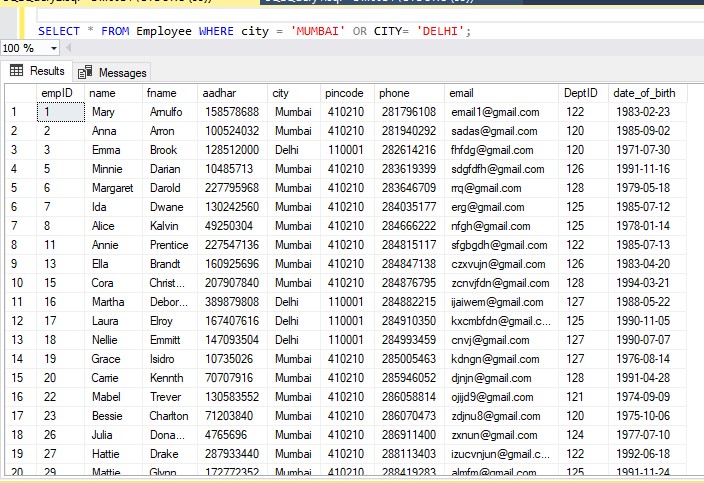 SELECT * FROM Employee WHERE city = 'MUMBAI' OR CITY= 'DELHI';
100 %
Results Messages
empID name fname aadhar city pincode phone email DeptID date_of_birth
1 1 Mary Arnulfo 158578688 Mumbai 410210 281796108 email1@gmail.com 122 1983-02-23
2 2 Anna Arron 100524032 Mumbai 410210 281940292 sadas@gmail.com 120 1985-09-02
3 3 Emma Brook 128512000 Delhi 110001 282614216 fhfdg@gmail.com 120 1971-07-30
4 5 Minnie Darian 10485713 Mumbai 410210 283619399 sdgfdfh@gmail.com 126 1991-11-16
5 6 Margaret Darold 227795968 Mumbai 410210 283646709 rrq@gmail.com 128 1979-05-18
6 7 Ida Dwane 130242560 Mumbai 410210 284035177 erg@gmail.com 125 1985-07-12
7 8 Alice Kalvin 49250304 Mumbai 410210 284666222 nfgh@gmail.com 125 1978-01-14
8 11 Annie Prentice 227547136 Mumbai 410210 284815117 sfgbgdh@gmail.com 122 1985-07-13
9 13 Ella Brandt 160925696 Mumbai 410210 284847138 czxvujn@gmail.com 126 1983-04-20
10 15 Cora Christ... 207907840 Mumbai 410210 284876795 zcnvjfdn@gmail.com 128 1994-03-21
11 16 Martha Debor... 389879808 Delhi 110001 284882215 ijaiwem@gmail.com 127 1988-05-22
12 17 Laura Elroy 167407616 Delhi 110001 284910350 kxcmbfdn@gmail.c... 125 1990-11-05
13 18 Nellie Emmitt 147093504 Delhi 110001 284993459 cnvj@gmail.com 127 1990-07-07
14 19 Grace Isidro 10735026 Mumbai 410210 285005463 kdngn@gmail.com 127 1976-08-14
15 20 Carrie Kennth 70707916 Mumbai 410210 285946052 djnjn@gmail.com 128 1991-04-28
16 22 Mabel Trever 130583552 Mumbai 410210 286058814 ojijd9@gmail.com 121 1974-09-09
17 23 Bessie Charlton 71203840 Mumbai 410210 286070473 zdjnu8@gmail.com 120 1975-10-06
18 26 Julia Dona... 4765696 Mumbai 410210 286911400 zxnun@gmail.com 124 1977-07-10
19 27 Hattie Drake 287933440 Mumbai 410210 288113403 izucvnjun@gmail.c... 122 1992-06-18
20 29 Mattie Glynn 172772352 Mumbai 410210 288419283 almfm@gmail.com 125 1991-11-24